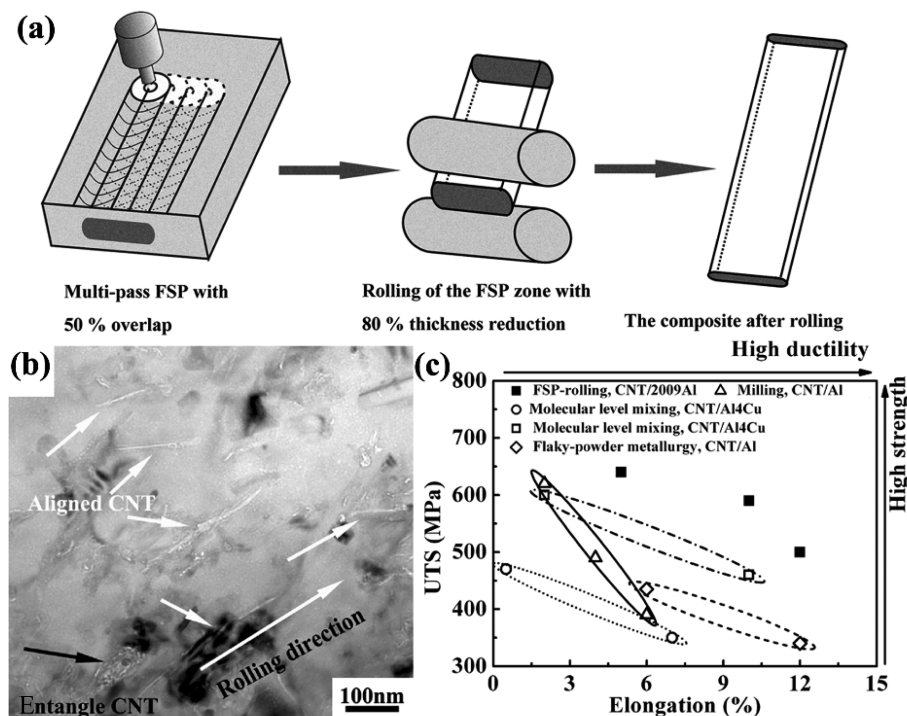 (a)
Multi-pass FSP with
50 % overlap
Rolling of the FSP zone with
80 % thickness reduction
The composite after rolling
(b)
Aligned CNT
Rolling direction
Entangle CNT
100nm
(c)
High ductility
High strength
FSP-rolling, CNT/2009Al
Milling, CNT/Al
Molecular level mixing, CNT/Al4Cu
Molecular level mixing, CNT/Al4Cu
Flaky-powder metallurgy, CNT/Al
UTS (MPa)
800
700
600
500
400
300
0 3 6 9 12 15
Elongation (%)